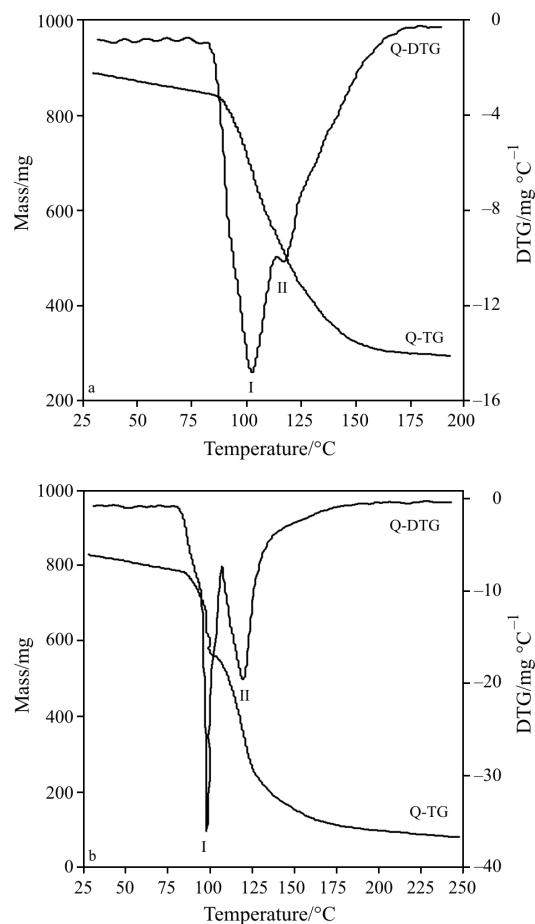 1000
800
600
400
200
Mass/mg
0
–4
–8
–12
–16
DTG/mg °C⁻¹
Q-DTG
Q-TG
I
II
a
25 50 75 100 125 150 175 200
Temperature/°C
1000
800
600
400
200
0
Mass/mg
0
–10
–20
–30
–40
DTG/mg °C⁻¹
Q-DTG
II
Q-TG
I
b
0 25 50 75 100 125 150 175 200 250
Temperature/°C